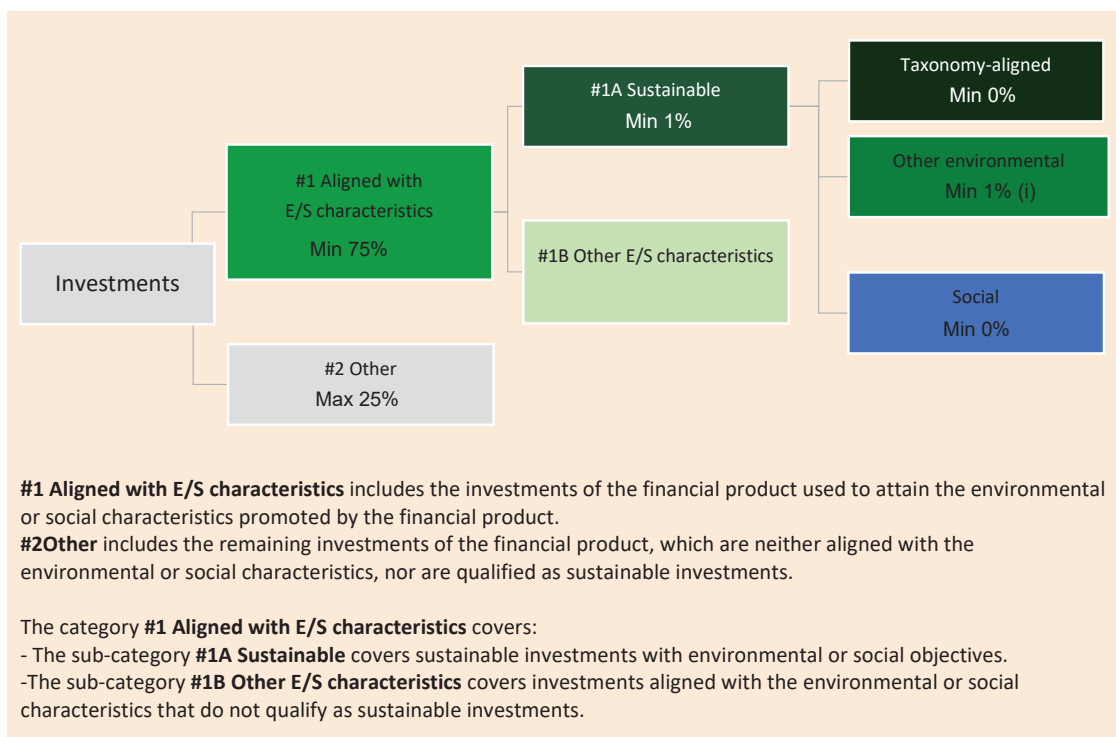 Investments
#1 Aligned with
E/S characteristics
Min 75%
#2 Other
Max 25%
#1A Sustainable
Min 1%
#1B Other E/S characteristics
Taxonomy-aligned
Min 0%
Other environmental
Min 1% (i)
Social
Min 0%
#1 Aligned with E/S characteristics includes the investments of the financial product used to attain the environmental
or social characteristics promoted by the financial product.
#2Other includes the remaining investments of the financial product, which are neither aligned with the
environmental or social characteristics, nor are qualified as sustainable investments.
The category #1 Aligned with E/S characteristics covers:
- The sub-category #1A Sustainable covers sustainable investments with environmental or social objectives.
-The sub-category #1B Other E/S characteristics covers investments aligned with the environmental or social
characteristics that do not qualify as sustainable investments.